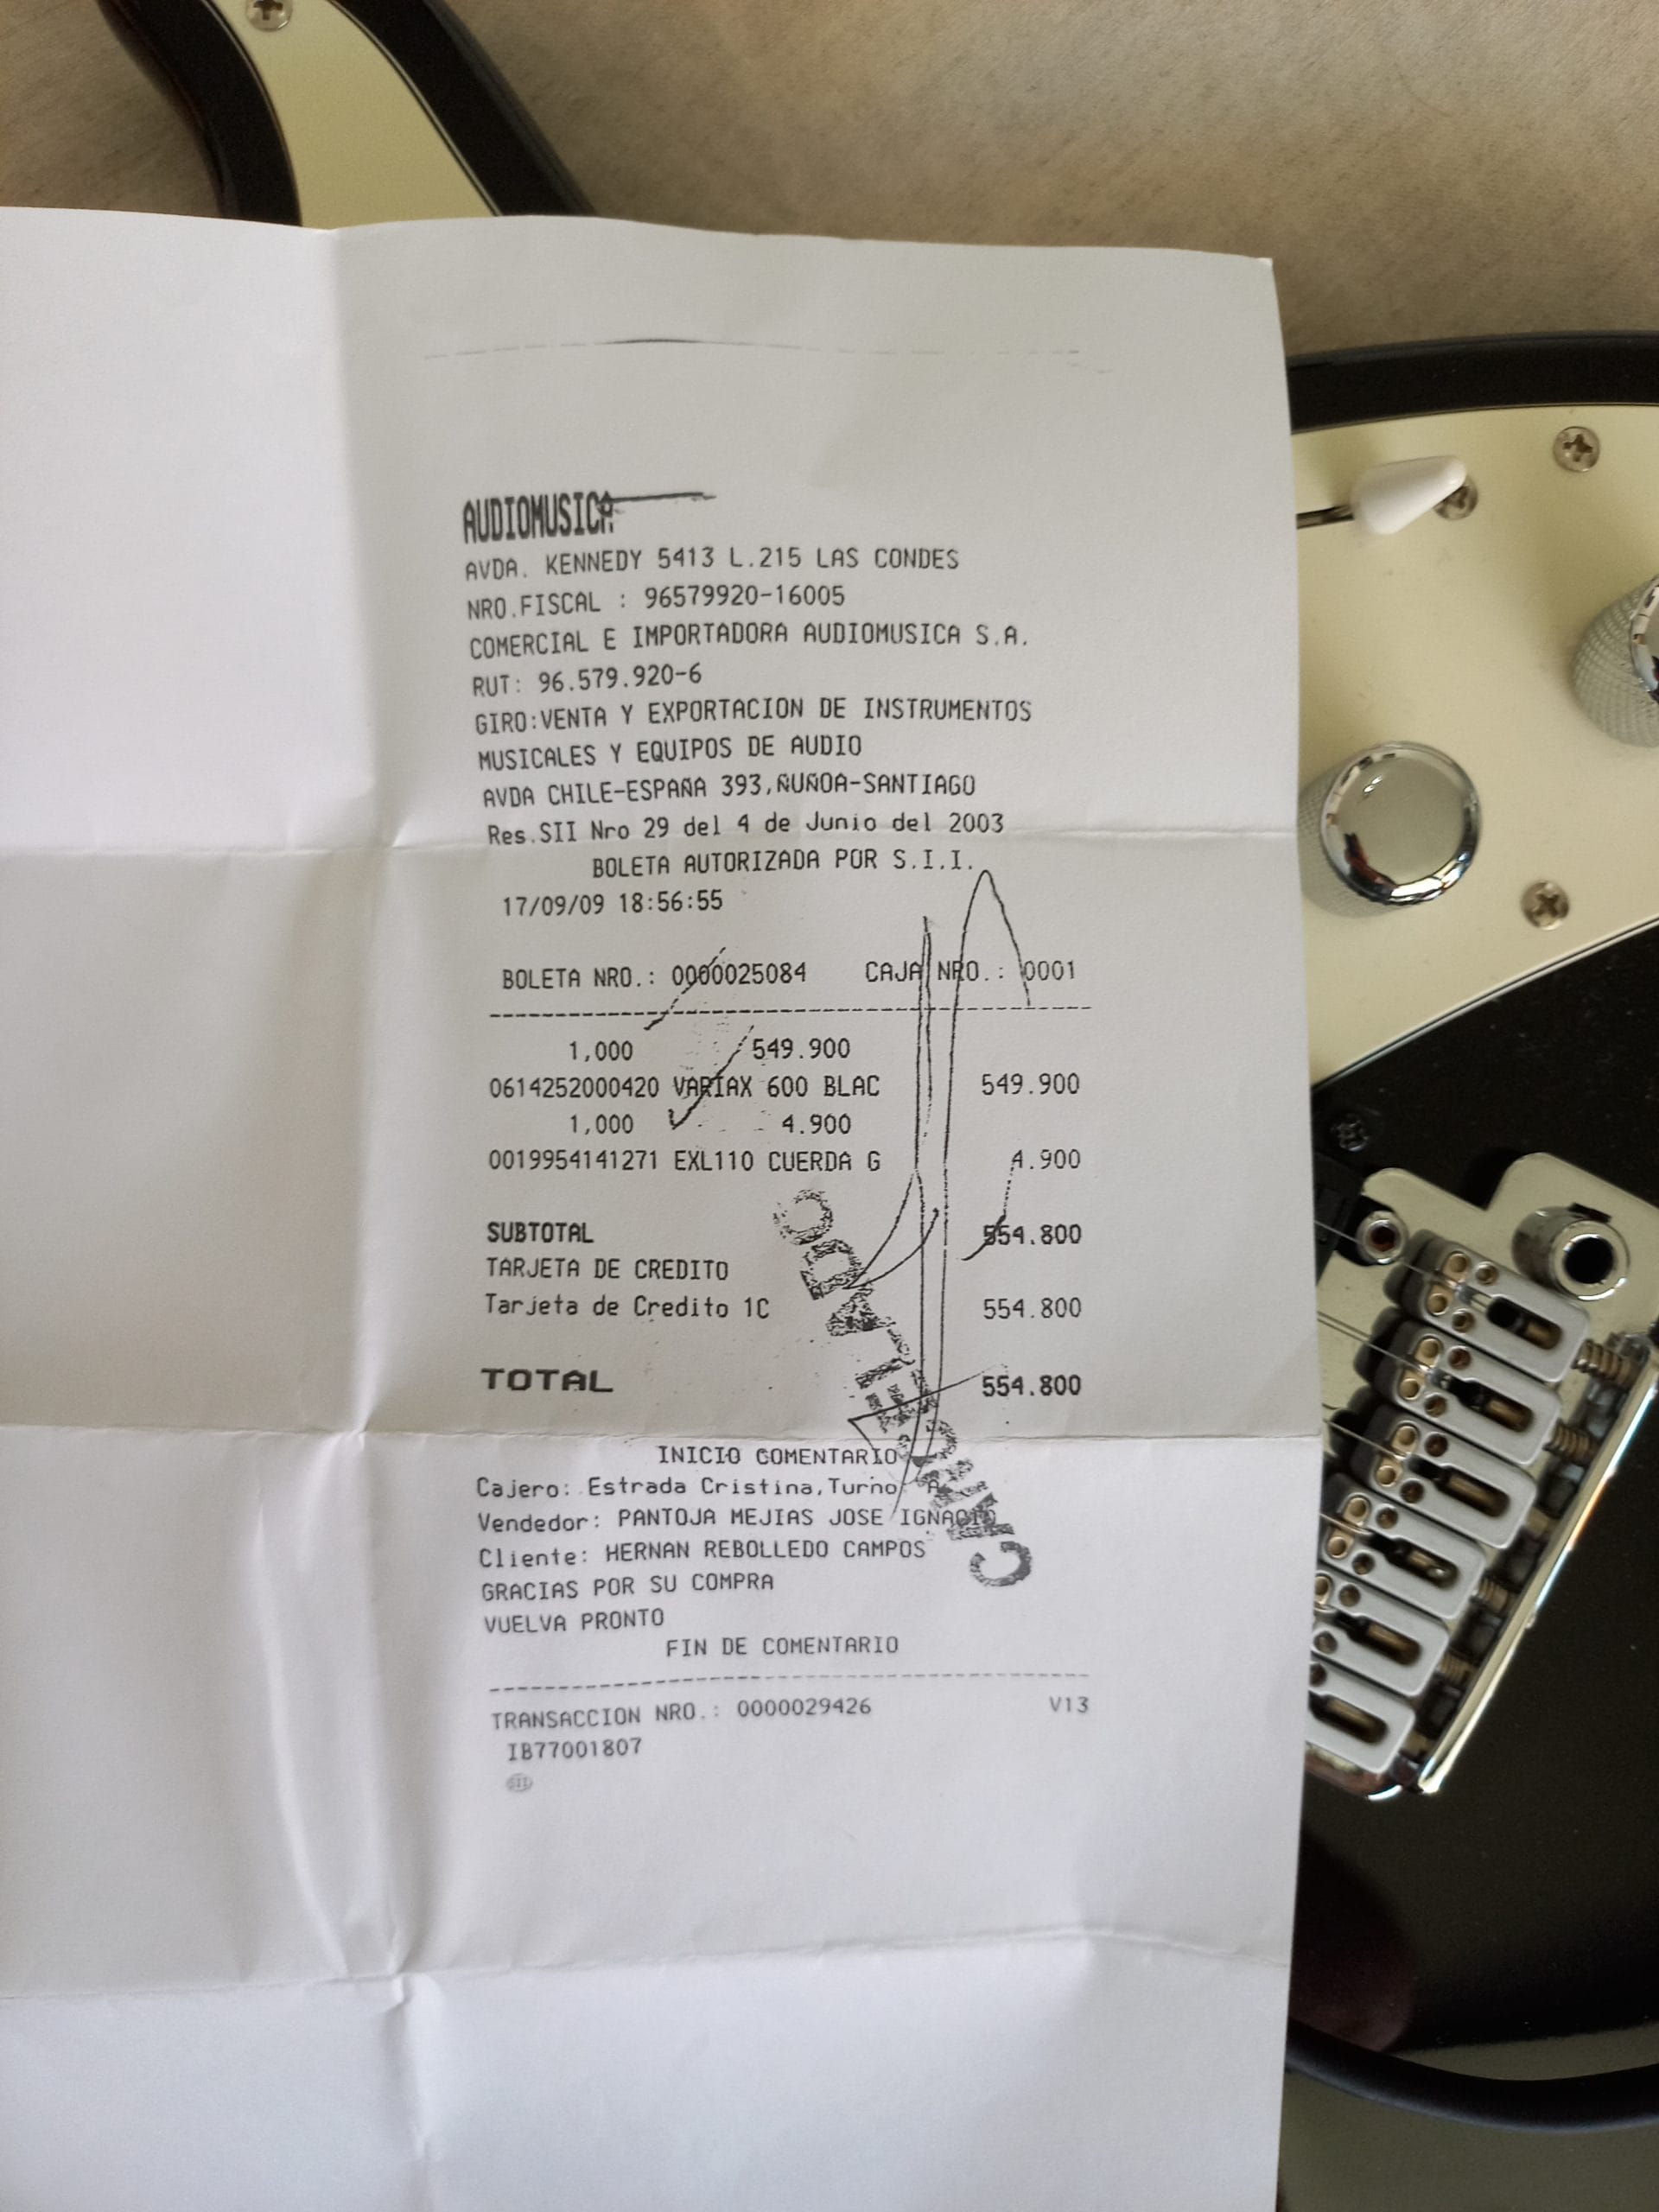 AUDIOMUSICA
AVDA. KENNEDY 5413 L.215 LAS CONDES
NRO.FISCAL : 96579920-16005
COMERCIAL E IMPORTADORA AUDIOMUSICA S.A.
RUT: 96.579.920-6
GIRO:VENTA Y EXPORTACION DE INSTRUMENTOS
MUSICALES Y EQUIPOS DE AUDIO
AVDA CHILE-ESPAÑA 393,ÑUÑOA-SANTIAGO
Res.SII Nro 29 del 4 de Junio del 2003
BOLETA AUTORIZADA POR S.I.I.
17/09/09 18:56:55
BOLETA NRO.: 0000025084 CAJA NRO.: 0001
1,000 549.900
0614252000420 VARIAX 600 BLAC 549.900
1,000 4.900
0019954141271 EXL110 CUERDA G 4.900
SUBTOTAL 554.800
TARJETA DE CREDITO
Tarjeta de Credito 1C 554.800
TOTAL 554.800
CHEQUEADO
INICIO COMENTARIO
Cajero: Estrada Cristina,Turno: A
Vendedor: PANTOJA MEJIAS JOSE IGNACIO
Cliente: HERNAN REBOLLEDO CAMPOS
GRACIAS POR SU COMPRA
VUELVA PRONTO
FIN DE COMENTARIO
TRANSACCION NRO.: 0000029426 V13
IB77001807
SII